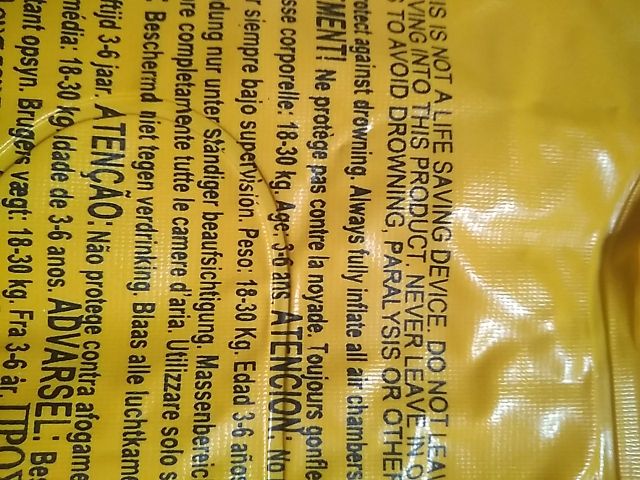 IS IS NOT A LIFE SAVING DEVICE. DO NOT LEAV
VING INTO THIS PRODUCT. NEVER LEAVE IN O
S TO AVOID DROWNING, PARALYSIS OR OTHER
rotect against drowning. Always fully inflate all air chambers
MENT! Ne protège pas contre la noyade. Toujours gonfle
sse corporelle: 18-30 kg. Age: 3-6 ans. ATENCION: No
r siempre bajo supervisión. Peso: 18-30 Kg. Edad 3-6 años
dung nur unter Ständiger beaufsichtigung. Massenbereic
re completamente tutte le camere d'aria. Utilizzare solo s
: Beschermd niet tegen verdrinking. Blaas alle luchtkame
ftijd 3-6 jaar. ATENÇÃO. Não protege contra afogame
média: 18-30 kg. Idade de 3-6 anos. ADVARSEL: Bes
tant opsyn. Brugers vægt: 18-30 kg. Fra 3-6 år. ΠΡΟΣ